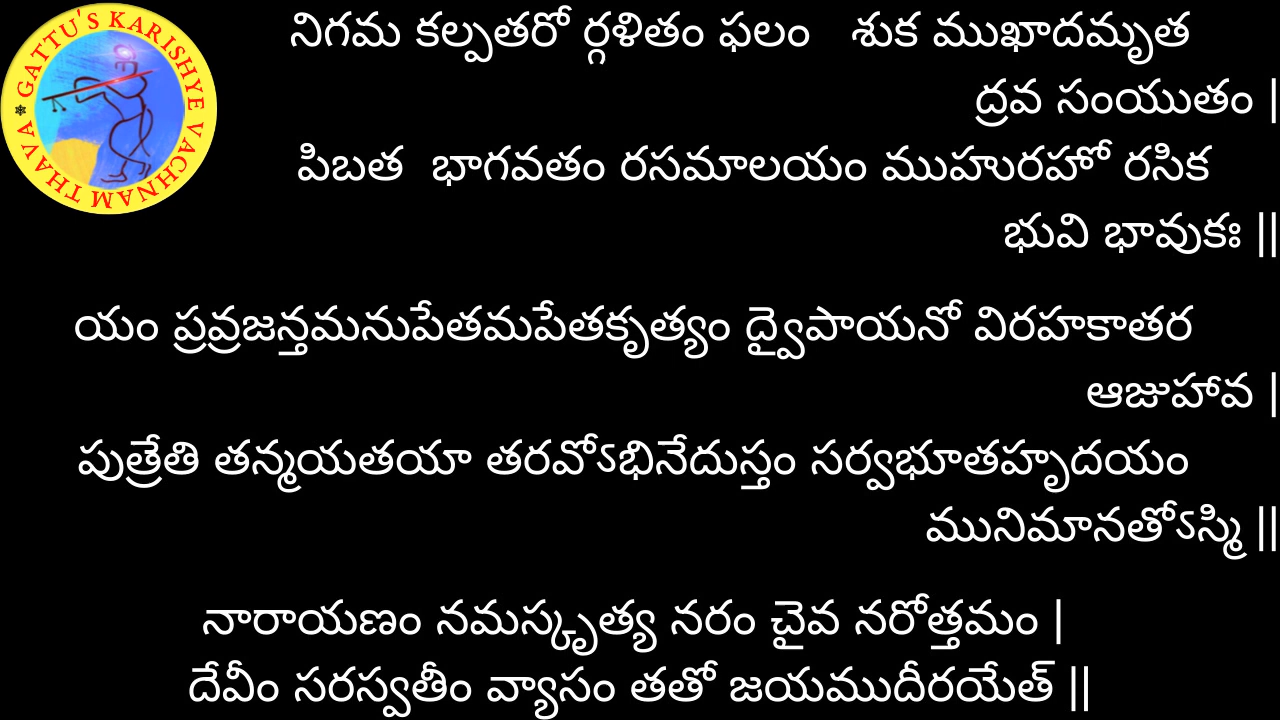 GATTU'S KARISHYE VACHNAM THAVA
నిగమ కల్పతరో ర్గళితం ఫలం శుక ముఖాదమృత
ద్రవ సంయుతం |
పిబత భాగవతం రసమాలయం ముహురహో రసిక
భువి భావుకః ||
యం ప్రవ్రజన్తమనుపేతమపేతకృత్యం ద్వైపాయనో విరహకాతర
ఆజుహావ |
పుత్రేతి తన్మయతయా తరవోఽభినేదుస్తం సర్వభూతహృదయం
మునిమానతోఽస్మి ||
నారాయణం నమస్కృత్య నరం చైవ నరోత్తమం |
దేవీం సరస్వతీం వ్యాసం తతో జయముదీరయేత్ ||